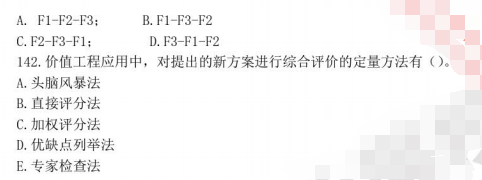 A. F1-F2-F3； B.F1-F3-F2
C.F2-F3-F1； D.F3-F1-F2
142.价值工程应用中，对提出的新方案进行综合评价的定量方法有（）。
A.头脑风暴法
B.直接评分法
C.加权评分法
D.优缺点列举法
E.专家检查法